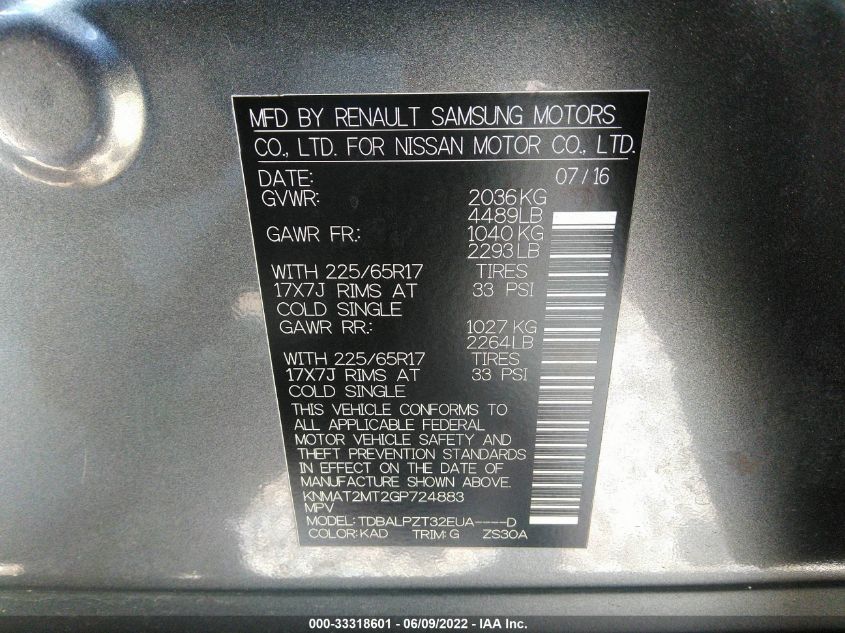 MFD BY RENAULT SAMSUNG MOTORS
CO., LTD. FOR NISSAN MOTOR CO., LTD.
DATE: 07/16
GVWR: 2036 KG
4489 LB
GAWR FR: 1040 KG
2293 LB
WITH 225/65R17 TIRES
17X7J RIMS AT 33 PSI
COLD SINGLE
GAWR RR: 1027 KG
2264 LB
WITH 225/65R17 TIRES
17X7J RIMS AT 33 PSI
COLD SINGLE
THIS VEHICLE CONFORMS TO
ALL APPLICABLE FEDERAL
MOTOR VEHICLE SAFETY AND
THEFT PREVENTION STANDARDS
IN EFFECT ON THE DATE OF
MANUFACTURE SHOWN ABOVE.
KNMAT2MT2GP724883
MPV
MODEL: TDBALPZT32EUA----D
COLOR: KAD TRIM: G ZS30A
000-33318601 - 06/09/2022 - IAA Inc.